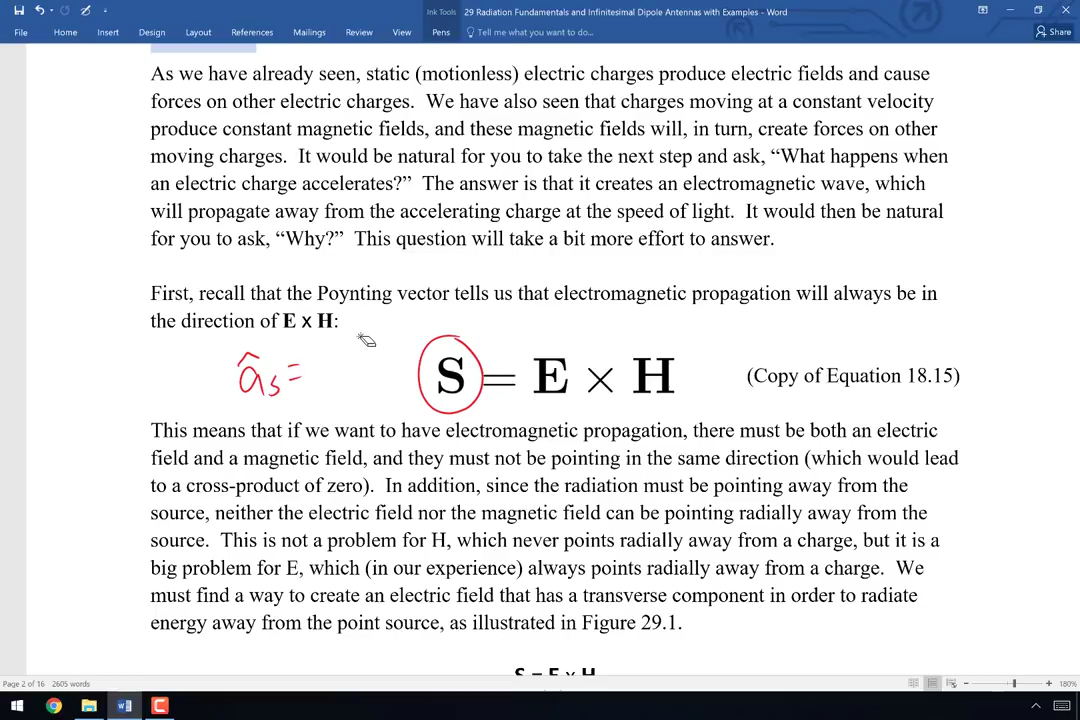 Ink Tools
29 Radiation Fundamentals and Infinitesimal Dipole Antennas with Examples - Word
File Home Insert Design Layout References Mailings Review View Pens Tell me what you want to do... Share
As we have already seen, static (motionless) electric charges produce electric fields and cause
forces on other electric charges. We have also seen that charges moving at a constant velocity
produce constant magnetic fields, and these magnetic fields will, in turn, create forces on other
moving charges. It would be natural for you to take the next step and ask, “What happens when
an electric charge accelerates?” The answer is that it creates an electromagnetic wave, which
will propagate away from the accelerating charge at the speed of light. It would then be natural
for you to ask, “Why?” This question will take a bit more effort to answer.
First, recall that the Poynting vector tells us that electromagnetic propagation will always be in
the direction of E x H:
âs= S = E × H (Copy of Equation 18.15)
This means that if we want to have electromagnetic propagation, there must be both an electric
field and a magnetic field, and they must not be pointing in the same direction (which would lead
to a cross-product of zero). In addition, since the radiation must be pointing away from the
source, neither the electric field nor the magnetic field can be pointing radially away from the
source. This is not a problem for H, which never points radially away from a charge, but it is a
big problem for E, which (in our experience) always points radially away from a charge. We
must find a way to create an electric field that has a transverse component in order to radiate
energy away from the point source, as illustrated in Figure 29.1.
S = E x H
Page 2 of 16 2605 words 180%